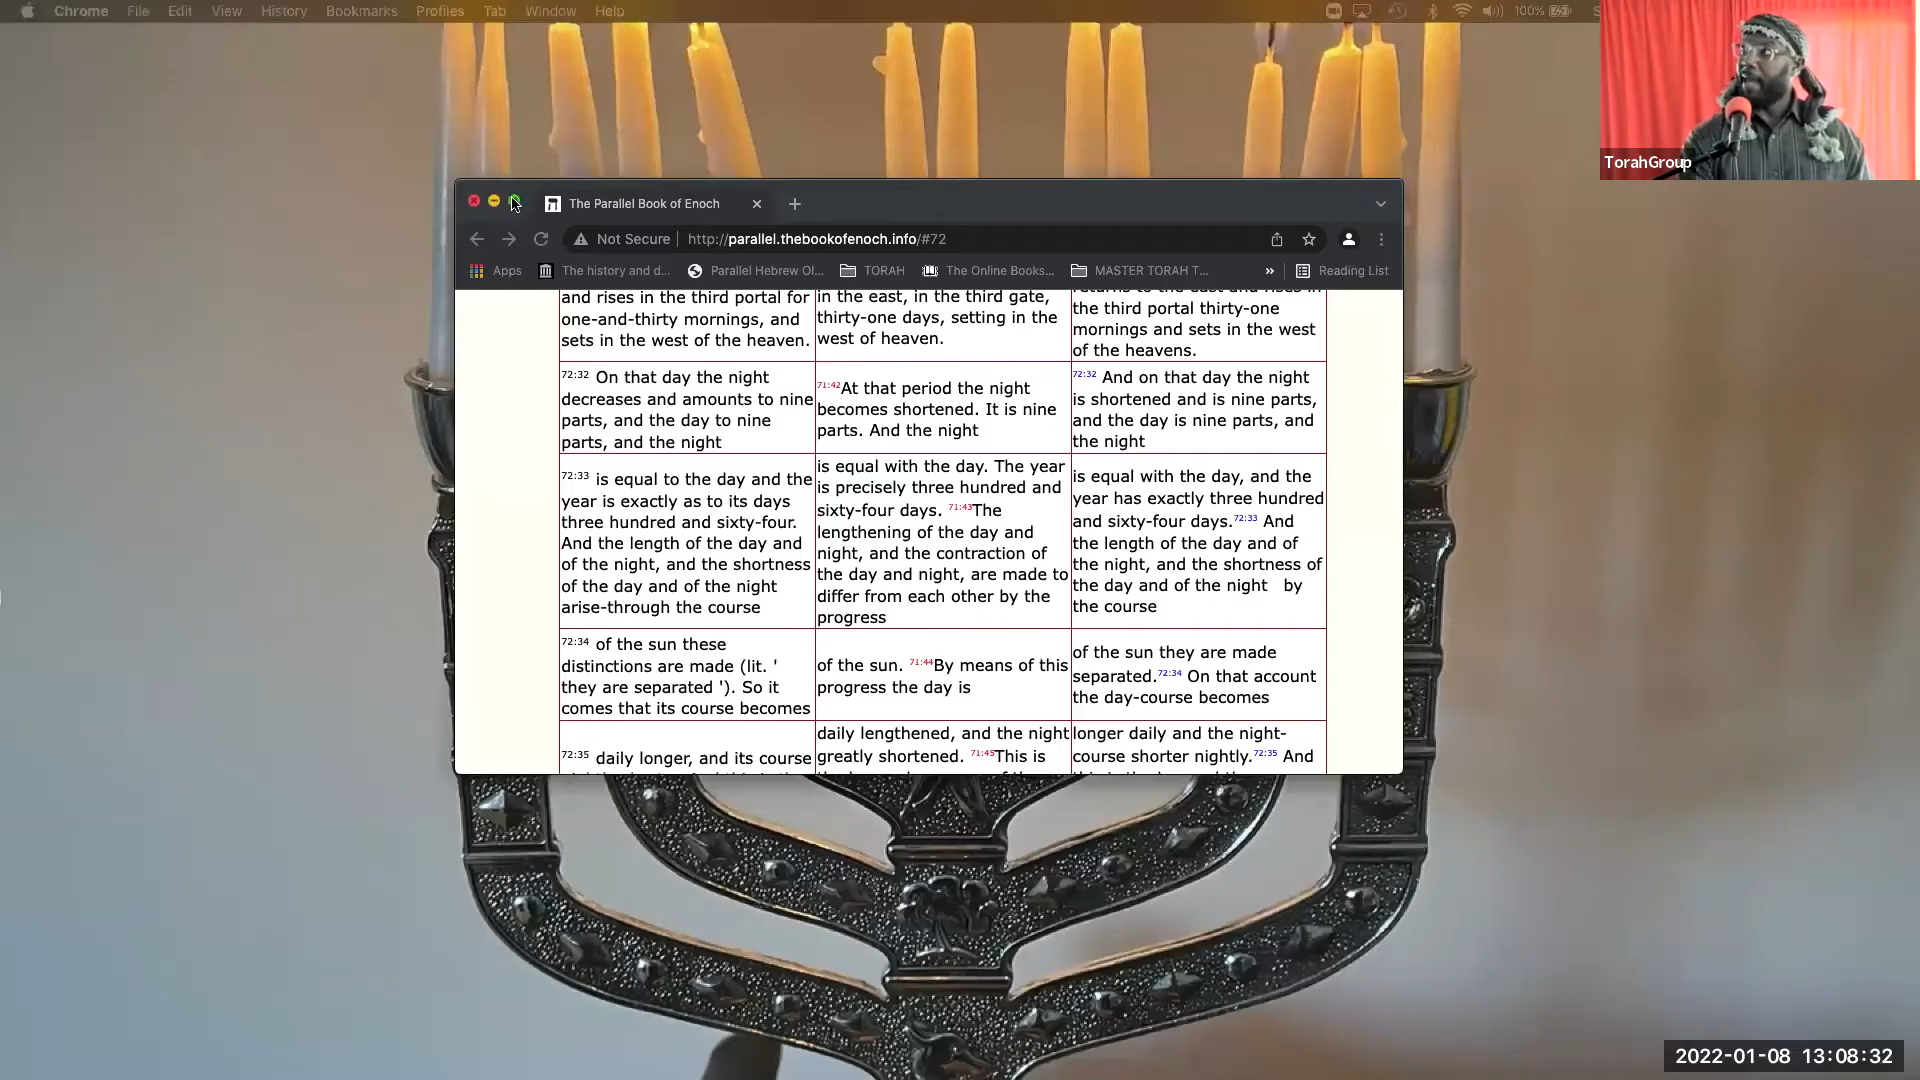 Chrome File Edit View History Bookmarks Profiles Tab Window Help
100%
TorahGroup
The Parallel Book of Enoch
Not Secure
http://parallel.thebookofenoch.info/#72
Apps
The history and d...
Parallel Hebrew Ol...
TORAH
The Online Books...
MASTER TORAH T...
»
Reading List
and rises in the third portal for
one-and-thirty mornings, and
sets in the west of the heaven.
in the east, in the third gate,
thirty-one days, setting in the
west of heaven.
returns to the east and rises in
the third portal thirty-one
mornings and sets in the west
of the heavens.
72:32 On that day the night
decreases and amounts to nine
parts, and the day to nine
parts, and the night
71:42At that period the night
becomes shortened. It is nine
parts. And the night
72:32 And on that day the night
is shortened and is nine parts,
and the day is nine parts, and
the night
72:33 is equal to the day and the
year is exactly as to its days
three hundred and sixty-four.
And the length of the day and
of the night, and the shortness
of the day and of the night
arise-through the course
is equal with the day. The year
is precisely three hundred and
sixty-four days. 71:43The
lengthening of the day and
night, and the contraction of
the day and night, are made to
differ from each other by the
progress
is equal with the day, and the
year has exactly three hundred
and sixty-four days.72:33 And
the length of the day and of
the night, and the shortness of
the day and of the night by
the course
72:34 of the sun these
distinctions are made (lit. '
they are separated '). So it
comes that its course becomes
of the sun. 71:44By means of this
progress the day is
of the sun they are made
separated.72:34 On that account
the day-course becomes
72:35 daily longer, and its course
daily lengthened, and the night
greatly shortened. 71:45This is
longer daily and the night-
course shorter nightly.72:35 And
2022-01-08 13:08:32